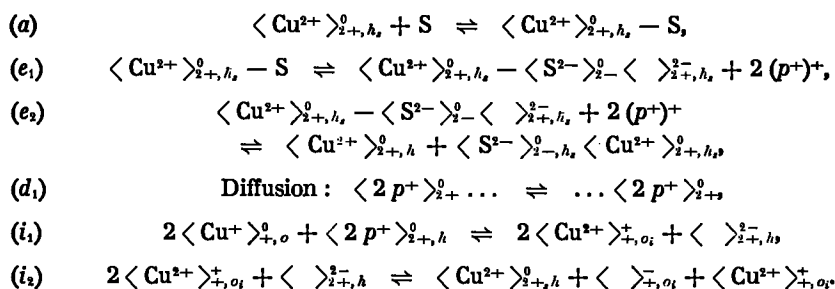 (a) ⟨Cu²⁺⟩⁰₂₊,ₕₛ + S ⇌ ⟨Cu²⁺⟩⁰₂₊,ₕₛ − S,
(e₁) ⟨Cu²⁺⟩⁰₂₊,ₕₛ − S ⇌ ⟨Cu²⁺⟩⁰₂₊,ₕₛ − ⟨S²⁻⟩⁰₂₋⟨ ⟩²⁻₂₊,ₕₛ + 2 (p⁺)⁺,
(e₂) ⟨Cu²⁺⟩⁰₂₊,ₕₛ − ⟨S²⁻⟩⁰₂₋⟨ ⟩²⁻₂₊,ₕₛ + 2 (p⁺)⁺
⇌ ⟨Cu²⁺⟩⁰₂₊,ₕ + ⟨S²⁻⟩⁰₂₋,ₕₛ⟨Cu²⁺⟩⁰₂₊,ₕₛ,
(d₁) Diffusion : ⟨2 p⁺⟩⁰₂₊ ... ⇌ ...⟨2 p⁺⟩⁰₂₊,
(i₁) 2⟨Cu⁺⟩⁰₊,ₒ + ⟨2 p⁺⟩⁰₂₊,ₕ ⇌ 2⟨Cu²⁺⟩⁺₊,ₒᵢ + ⟨ ⟩²⁻₂₊,ₕ,
(i₂) 2⟨Cu²⁺⟩⁺₊,ₒᵢ + ⟨ ⟩²⁻₂₊,ₕ ⇌ ⟨Cu²⁺⟩⁰₂₊,ₕ + ⟨ ⟩⁻₊,ₒᵢ + ⟨Cu²⁺⟩⁺₊,ₒᵢ.